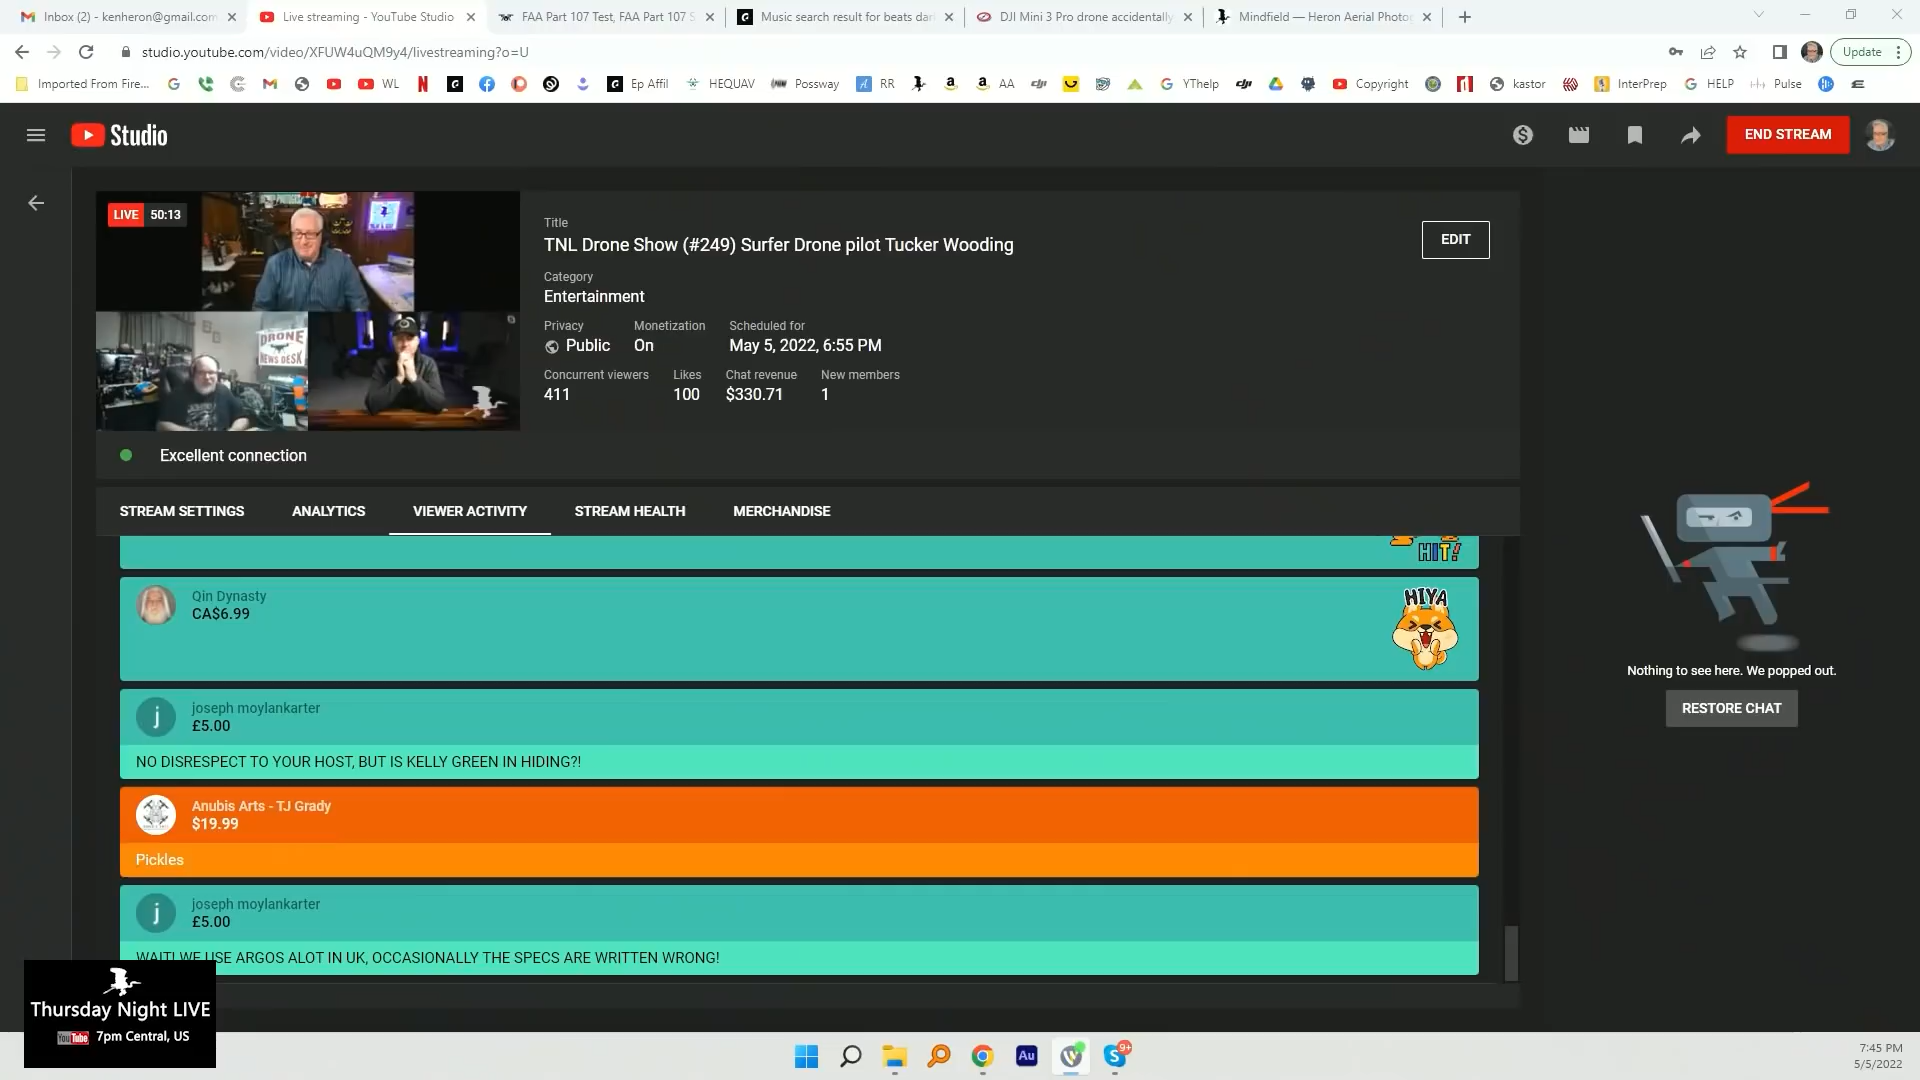 Inbox (2) - kenheron@gmail.com
Live streaming - YouTube Studio
FAA Part 107 Test, FAA Part 107 S
Music search result for beats dar
DJI Mini 3 Pro drone accidentally
Mindfield — Heron Aerial Photog
studio.youtube.com/video/XFUW4uQM9y4/livestreaming?o=U
Update
Imported From Fire...
WL
Ep Affil
HEQUAV
Possway
RR
AA
YThelp
Copyright
kastor
InterPrep
HELP
Pulse
Studio
END STREAM
LIVE 50:13
DRONE
NEWS DESK
Title
TNL Drone Show (#249) Surfer Drone pilot Tucker Wooding
EDIT
Category
Entertainment
Privacy Monetization Scheduled for
Public On May 5, 2022, 6:55 PM
Concurrent viewers Likes Chat revenue New members
411 100 $330.71 1
Excellent connection
STREAM SETTINGS ANALYTICS VIEWER ACTIVITY STREAM HEALTH MERCHANDISE
HIT!
Qin Dynasty
CA$6.99
HIYA
j
joseph moylankarter
£5.00
NO DISRESPECT TO YOUR HOST, BUT IS KELLY GREEN IN HIDING?!
Anubis Arts - TJ Grady
$19.99
Pickles
j
joseph moylankarter
£5.00
WAIT! WE USE ARGOS ALOT IN UK, OCCASIONALLY THE SPECS ARE WRITTEN WRONG!
Nothing to see here. We popped out.
RESTORE CHAT
Thursday Night LIVE
YouTube 7pm Central, US
Au
S
9+
7:45 PM
5/5/2022